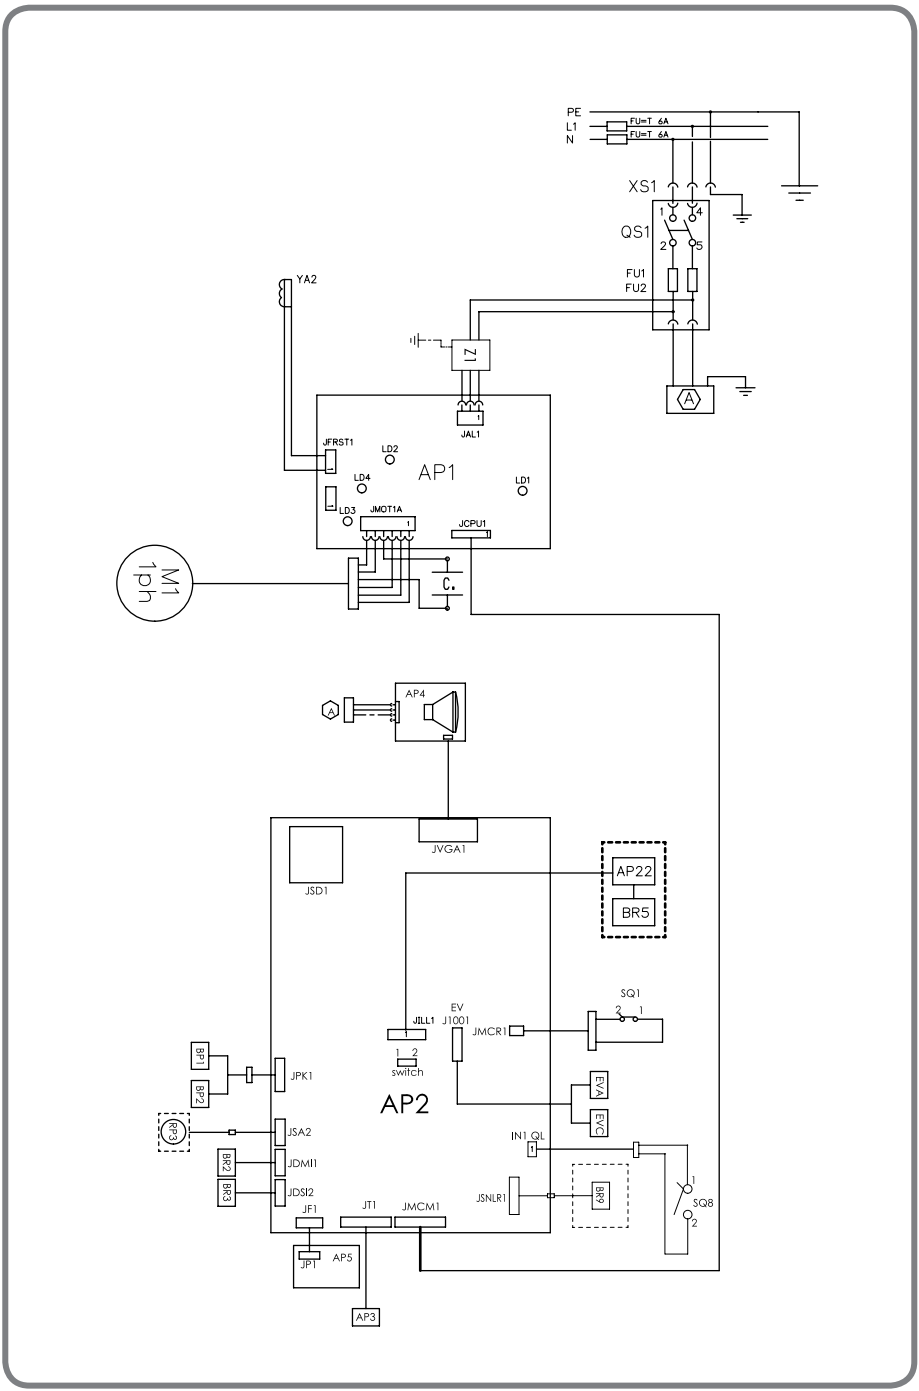 PE
L1 FU=T 6A
N FU=T 6A
XS1
1 4
QS1
2 5
FU1
FU2
YA2
Z1
A
1
JAL1
JFRST1
1
LD2
AP1
LD4
LD1
1
LD3
JMOT1A
1
JCPU1
1
M1
1ph
C.
AP4
A
JVGA1
JSD1
AP22
BR5
SQ1
2 1
EV
J1001
JILL1
1
JMCR1
1 2
switch
BP1
JPK1
BP2
EVA
AP2
EVC
RP3
JSA2
IN1 QL
1
BR2
JDMI1
BR3
JDSI2
JSNLR1
BR9
1
SQ8
2
JF1
JT1
JMCM1
JP1
AP5
AP3